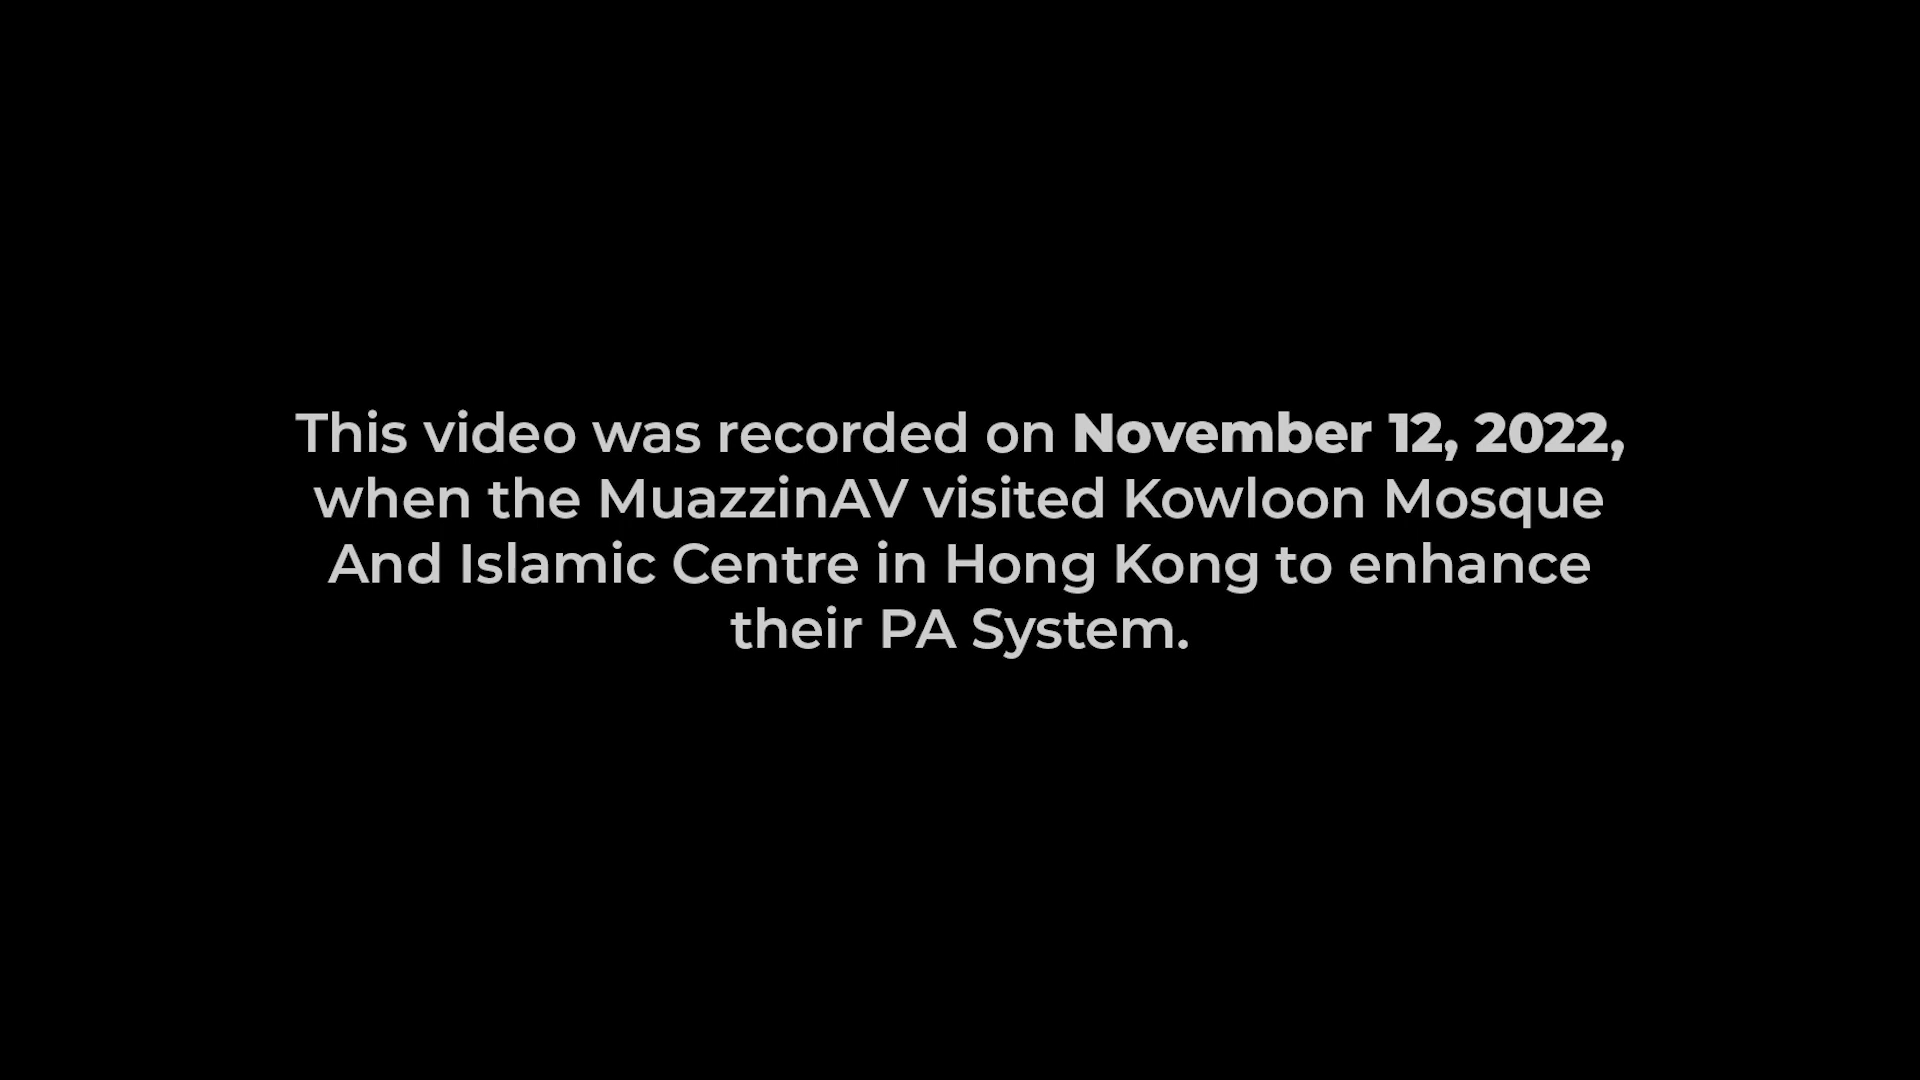 This video was recorded on November 12, 2022,
when the MuazzinAV visited Kowloon Mosque
And Islamic Centre in Hong Kong to enhance
their PA System.